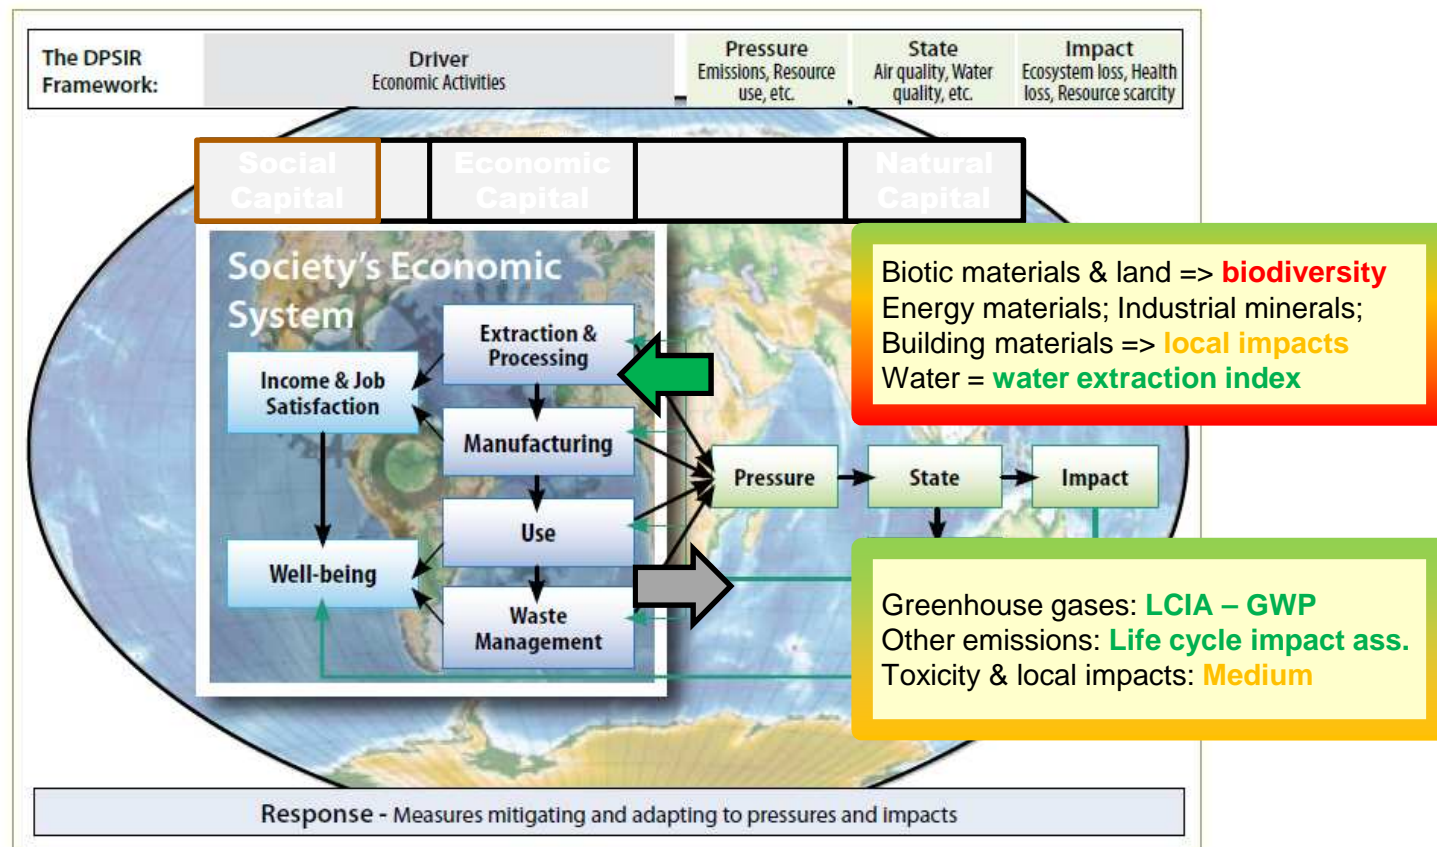 The DPSIR
Framework:
Driver
Economic Activities
Pressure
Emissions, Resource
use, etc.
State
Air quality, Water
quality, etc.
Impact
Ecosystem loss, Health
loss, Resource scarcity
Social
Capital
Economic
Capital
Natural
Capital
Society's Economic
System
Extraction &
Processing
Income & Job
Satisfaction
Manufacturing
Use
Well-being
Waste
Management
Pressure
State
Impact
Biotic materials & land => biodiversity
Energy materials; Industrial minerals;
Building materials => local impacts
Water = water extraction index
Greenhouse gases: LCIA – GWP
Other emissions: Life cycle impact ass.
Toxicity & local impacts: Medium
Response - Measures mitigating and adapting to pressures and impacts